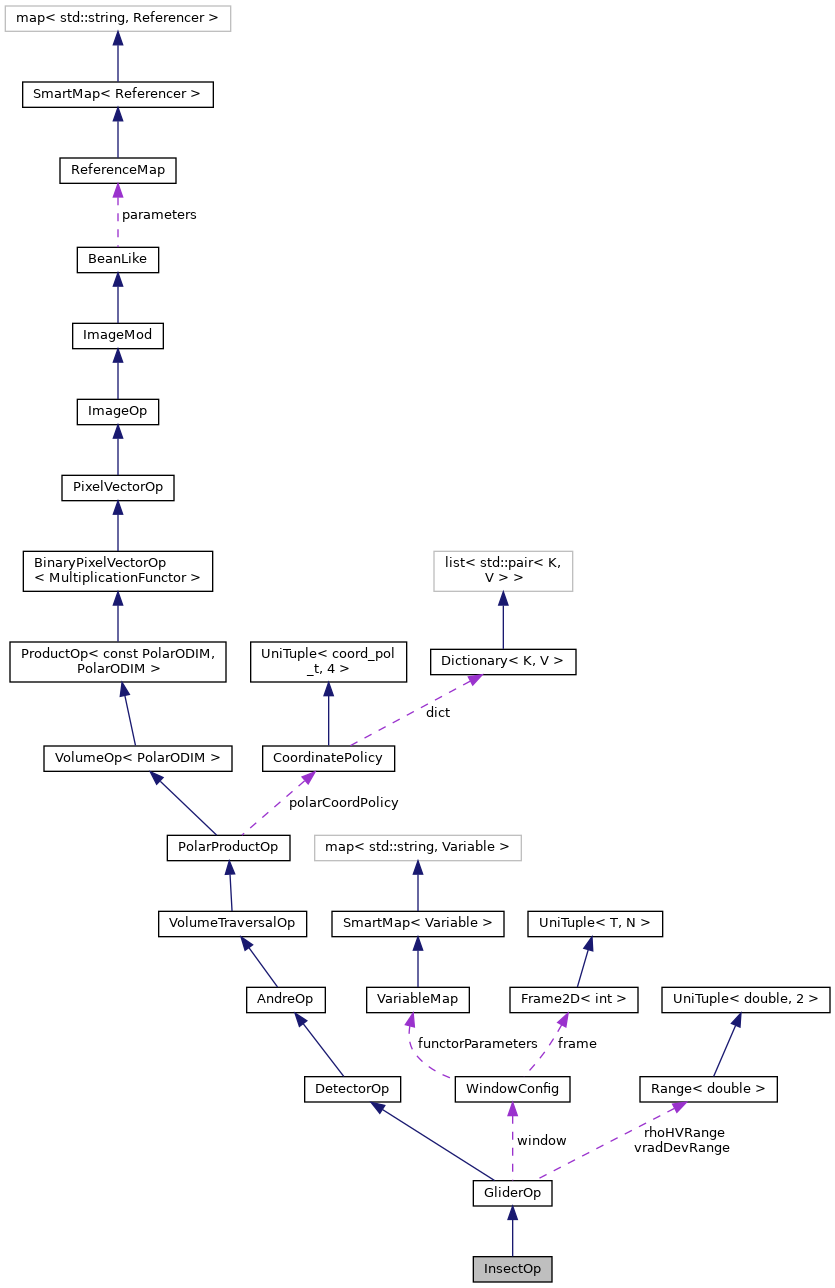 map< std::string, Referencer >
SmartMap< Referencer >
ReferenceMap
parameters
BeanLike
ImageMod
ImageOp
PixelVectorOp
BinaryPixelVectorOp
< MultiplicationFunctor >
list< std::pair< K,
V > >
ProductOp< const PolarODIM,
PolarODIM >
UniTuple< coord_pol
_t, 4 >
Dictionary< K, V >
dict
VolumeOp< PolarODIM >
CoordinatePolicy
polarCoordPolicy
PolarProductOp
map< std::string, Variable >
VolumeTraversalOp
SmartMap< Variable >
UniTuple< T, N >
AndreOp
VariableMap
Frame2D< int >
UniTuple< double, 2 >
functorParameters
frame
DetectorOp
WindowConfig
Range< double >
window
rhoHVRange
vradDevRange
GliderOp
InsectOp